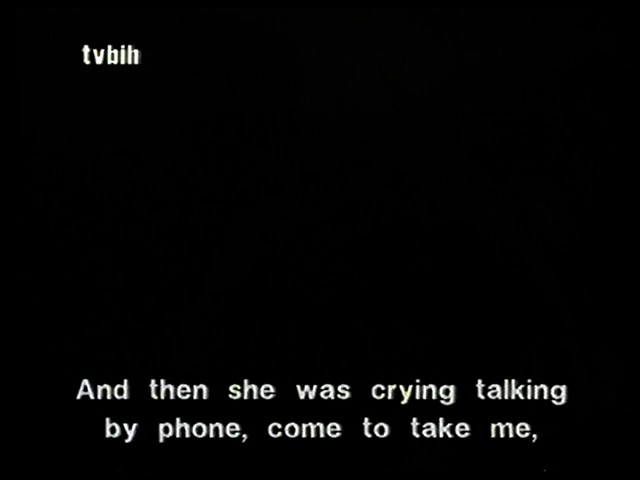 tvbih
And then she was crying talking
by phone, come to take me,